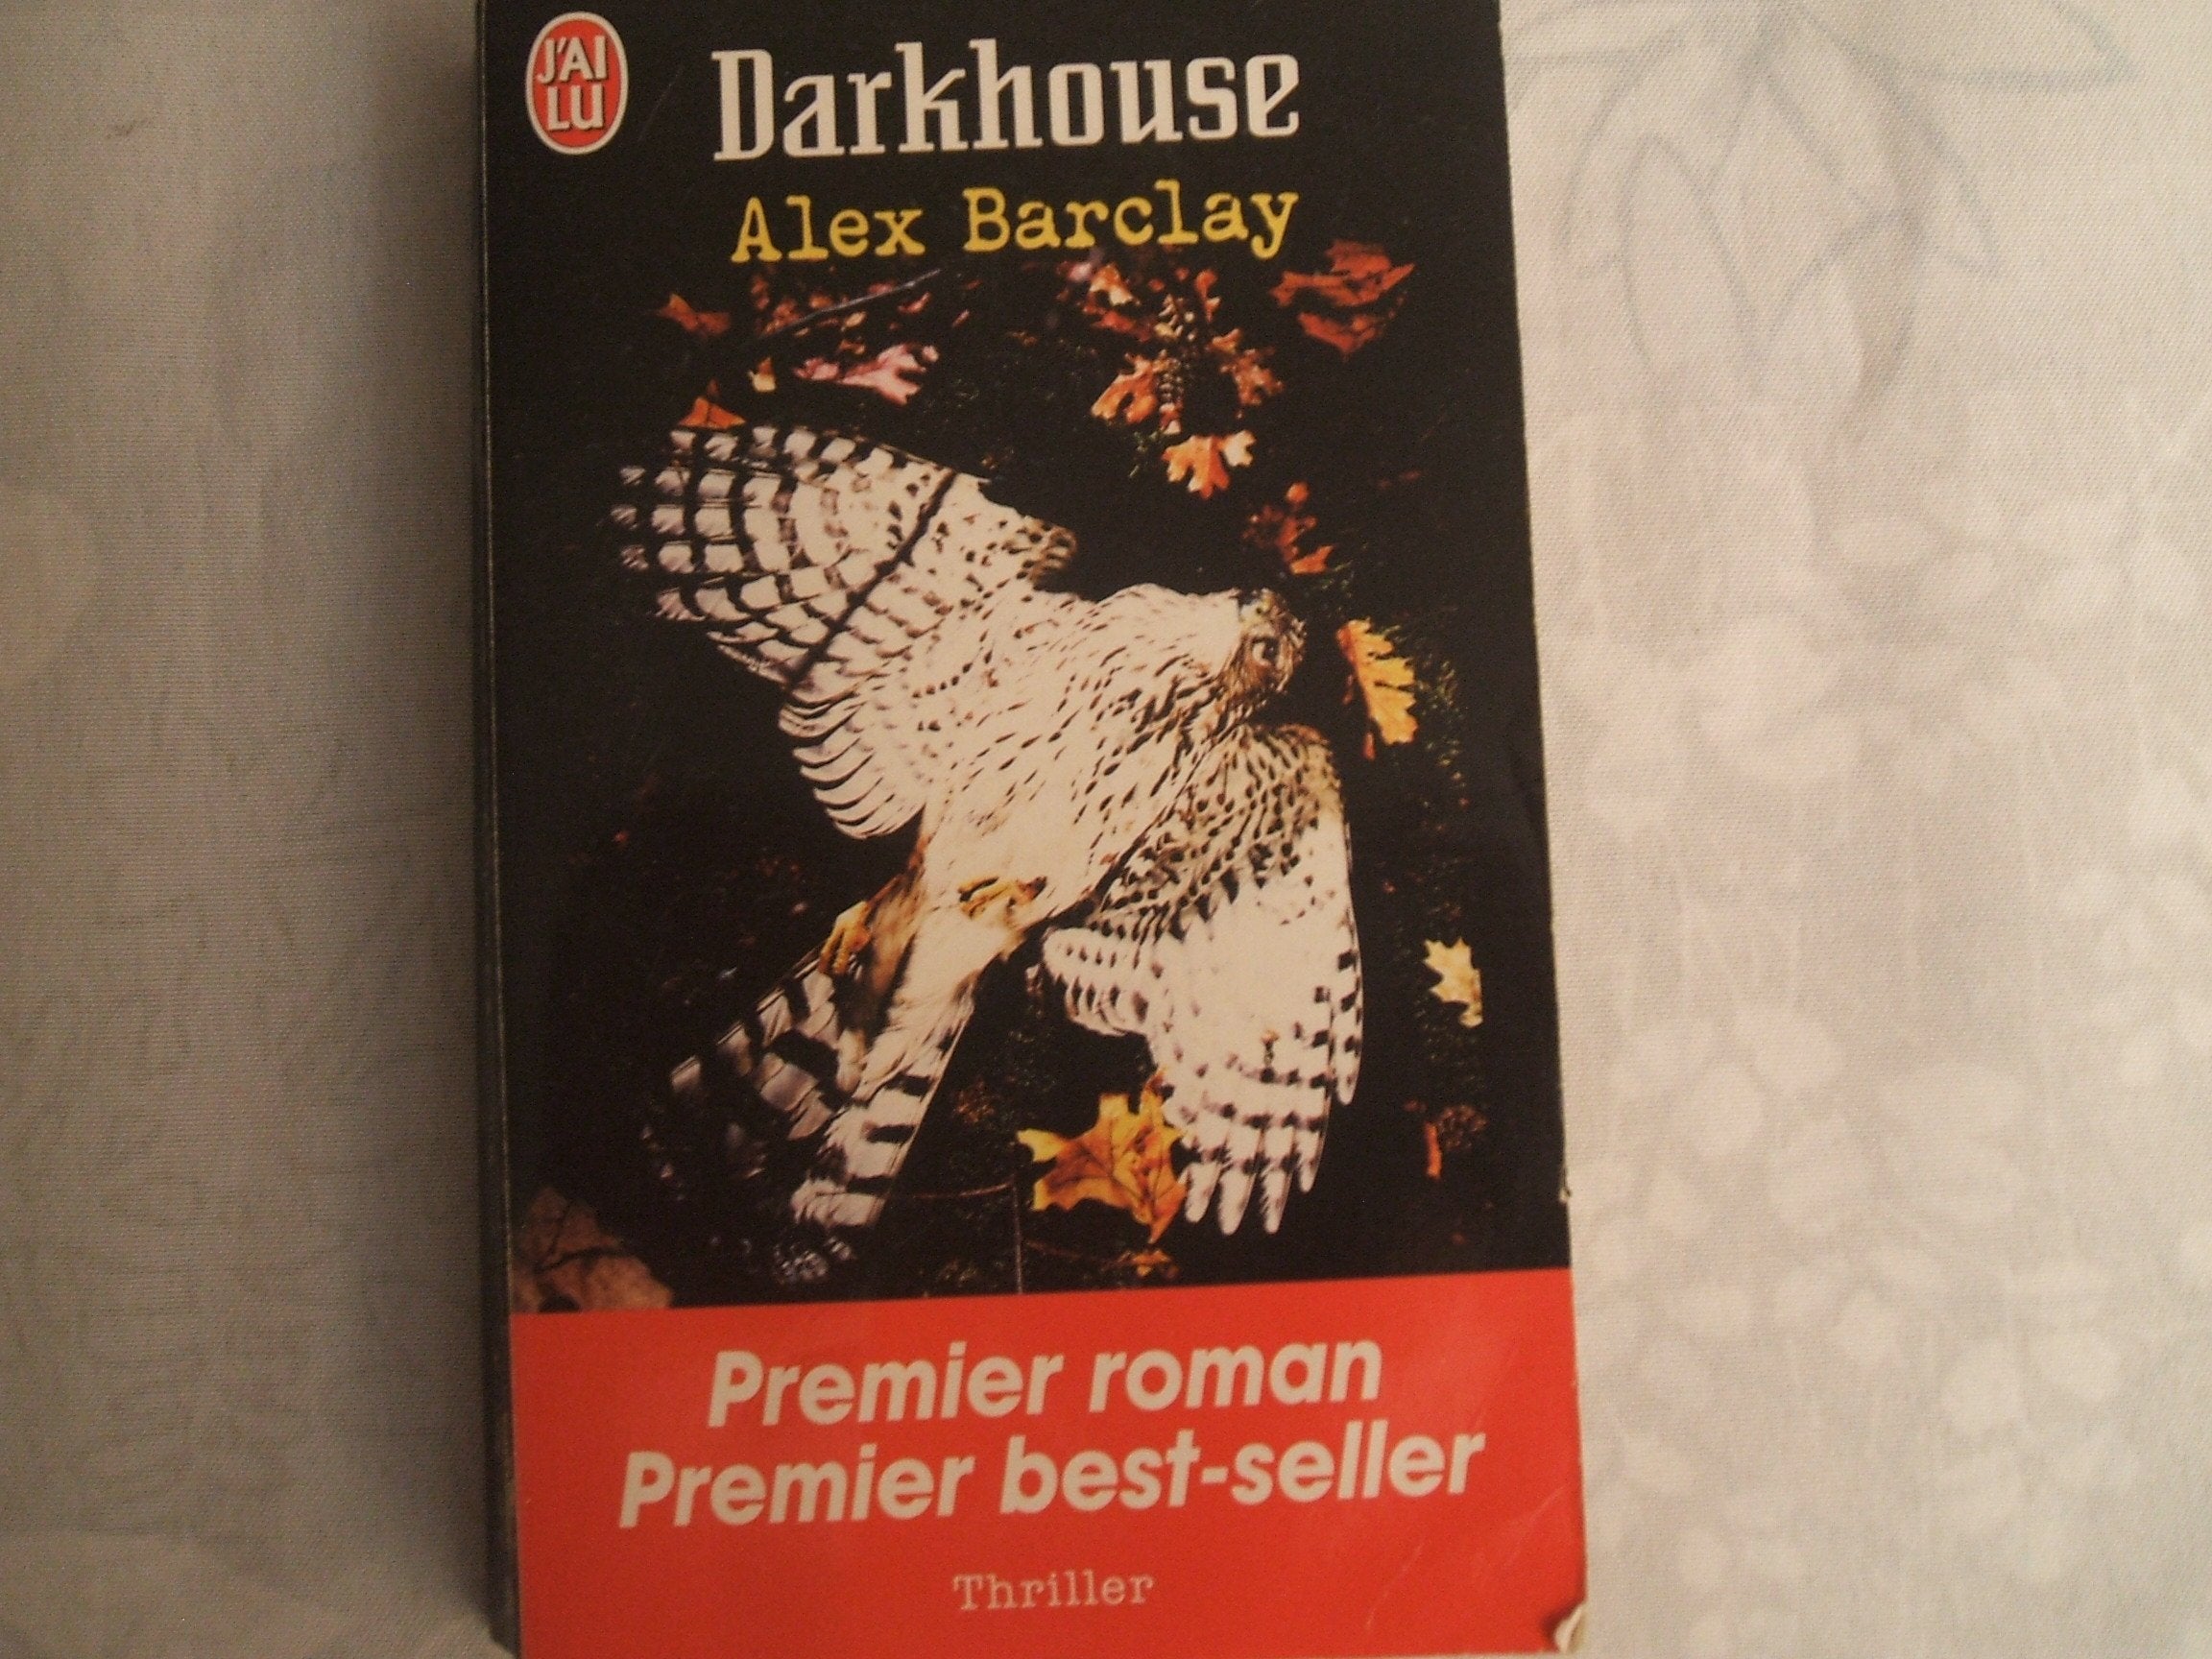 J'AI
LU
Darkhouse
Alex Barclay
Premier roman
Premier best-seller
Thriller